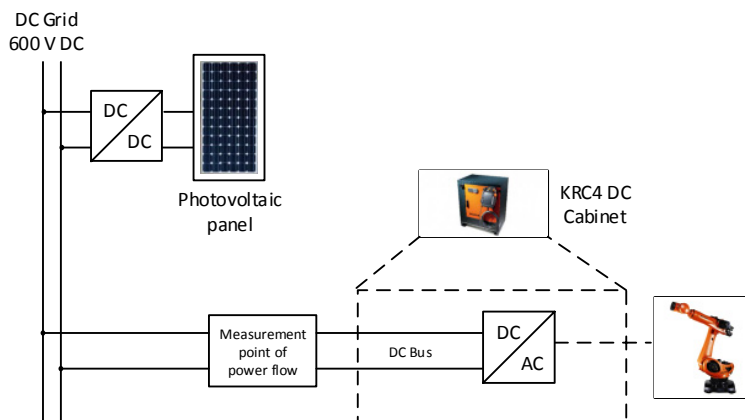 DC Grid
600 V DC
DC
DC
Photovoltaic
panel
KRC4 DC
Cabinet
Measurement
point of
power flow
DC Bus
DC
AC